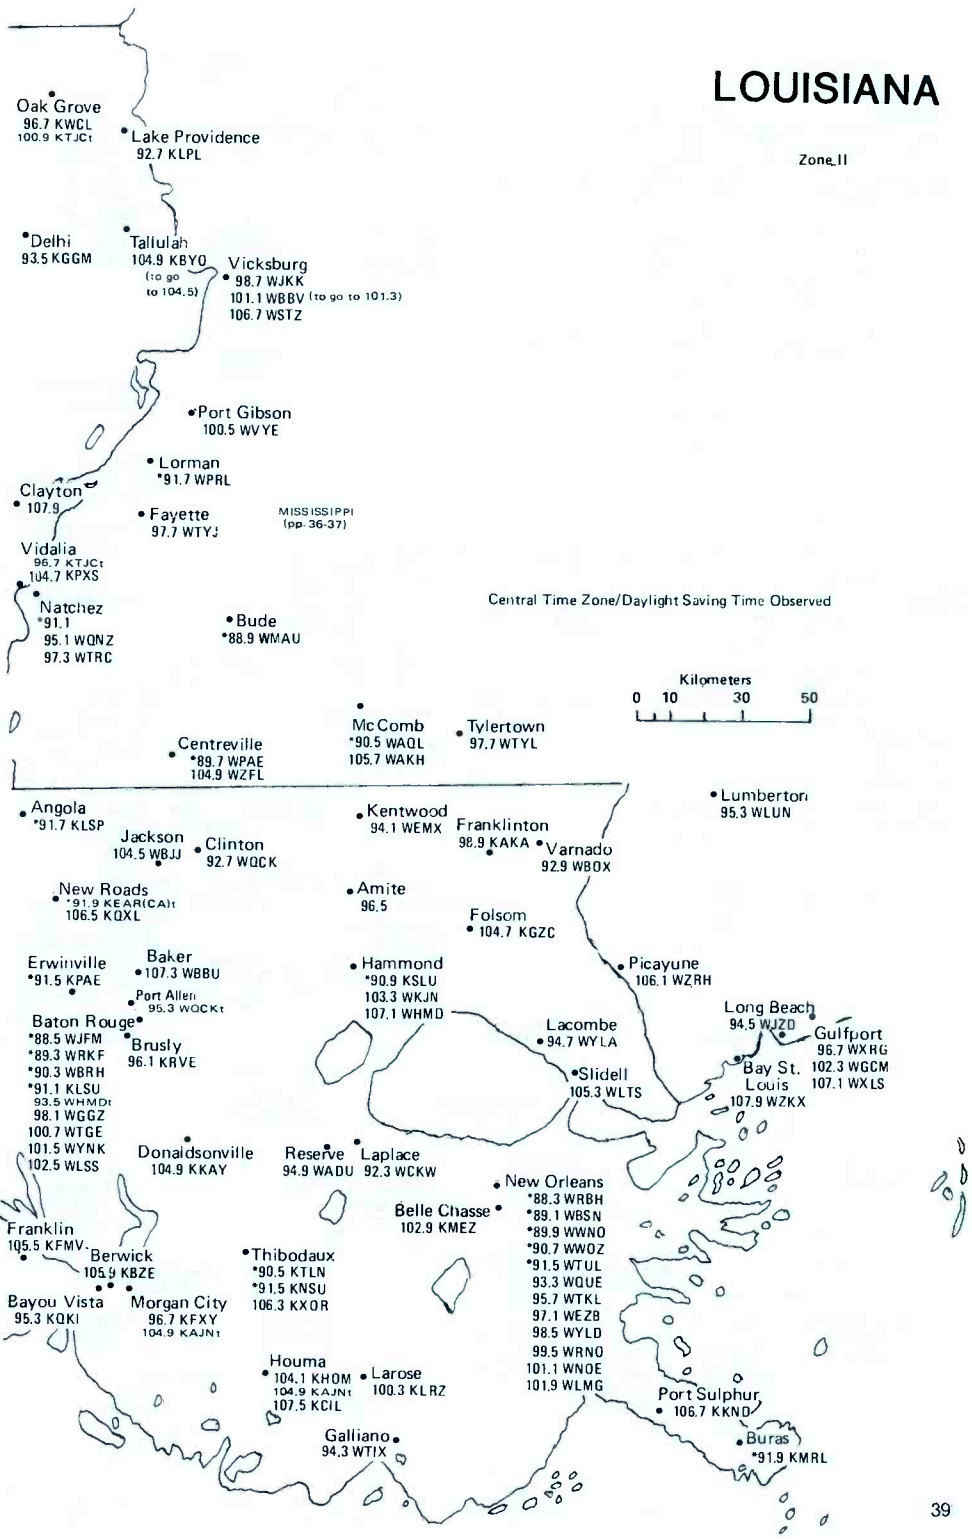 LOUISIANA
Zone II
Oak Grove
96.7 KWCL
100.9 KTJCt
Lake Providence
92.7 KLPL
Delhi
93.5 KGGM
Tallulah
104.9 KBYO
(to go
to 104.5)
Vicksburg
98.7 WJKK
101.1 WBBV (to go to 101.3)
106.7 WSTZ
Port Gibson
100.5 WVYE
Lorman
*91.7 WPRL
Clayton
107.9
Fayette
97.7 WTYJ
MISSISSIPPI
(pp. 36-37)
Vidalia
96.7 KTJCt
104.7 KPXS
Natchez
*91.1
95.1 WQNZ
97.3 WTRC
Bude
*88.9 WMAU
Central Time Zone/Daylight Saving Time Observed
Kilometers
0 10 30 50
McComb
*90.5 WAQL
105.7 WAKH
Tylertown
97.7 WTYL
Centreville
*89.7 WPAE
104.9 WZFL
Angola
*91.7 KLSP
Kentwood
94.1 WEMX
Lumberton
95.3 WLUN
Jackson
104.5 WBJJ
Clinton
92.7 WQCK
Franklinton
98.9 KAKA
Varnado
92.9 WBOX
New Roads
*91.9 KEAR(CA)t
106.5 KQXL
Amite
96.5
Folsom
104.7 KGZC
Erwinville
*91.5 KPAE
Baker
107.3 WBBU
Port Allen
95.3 WQCKt
Hammond
*90.9 KSLU
103.3 WKJN
107.1 WHMD
Picayune
106.1 WZRH
Baton Rouge
*88.5 WJFM
*89.3 WRKF
*90.3 WBRH
*91.1 KLSU
93.5 WHMDt
98.1 WGGZ
100.7 WTGE
101.5 WYNK
102.5 WLSS
Brusly
96.1 KRVE
Lacombe
94.7 WYLA
Slidell
105.3 WLTS
Long Beach
94.5 WJZD
Gulfport
96.7 WXRG
102.3 WGCM
107.1 WXLS
Bay St.
Louis
107.9 WZKX
Donaldsonville
104.9 KKAY
Reserve
94.9 WADU
Laplace
92.3 WCKW
New Orleans
*88.3 WRBH
*89.1 WBSN
*89.9 WWNO
*90.7 WWOZ
*91.5 WTUL
93.3 WQUE
95.7 WTKL
97.1 WEZB
98.5 WYLD
99.5 WRNO
101.1 WNOE
101.9 WLMG
Belle Chasse
102.9 KMEZ
Franklin
105.5 KFMV
Berwick
105.9 KBZE
Thibodaux
*90.5 KTLN
*91.5 KNSU
106.3 KXOR
Bayou Vista
95.3 KQKI
Morgan City
96.7 KFXY
104.9 KAJNt
Houma
104.1 KHOM
104.9 KAJNt
107.5 KCIL
Larose
100.3 KLRZ
Port Sulphur
106.7 KKND
Galliano
94.3 WTIX
Buras
*91.9 KMRL
39